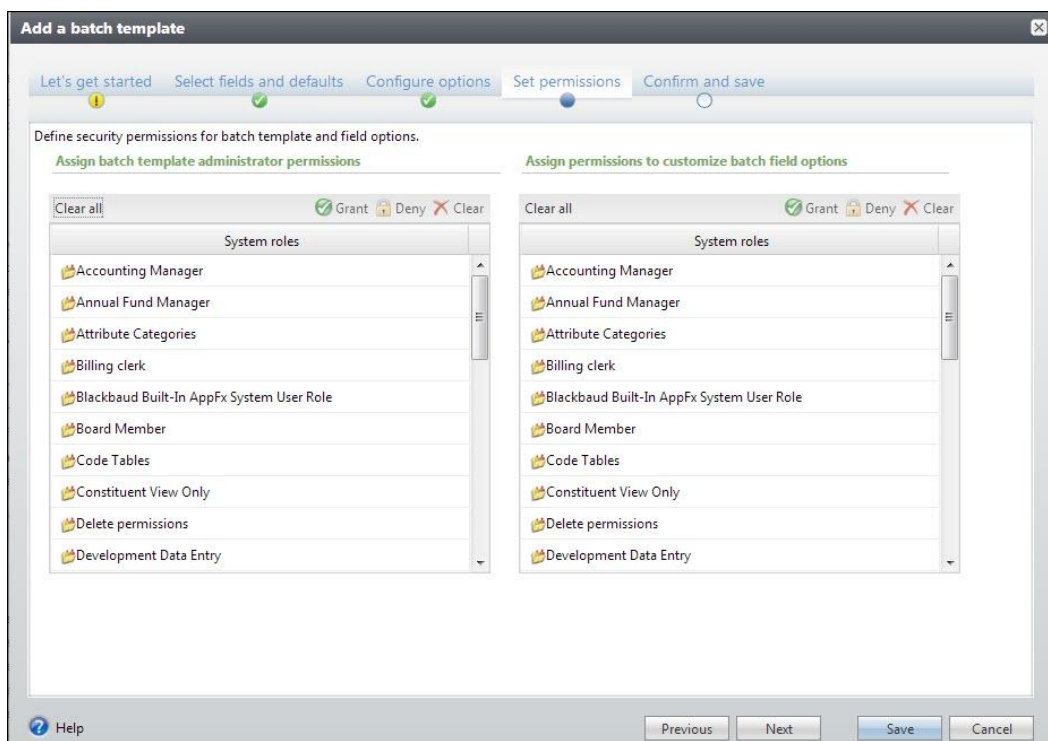 Add a batch template
Let's get started Select fields and defaults Configure options Set permissions Confirm and save
Define security permissions for batch template and field options.
Assign batch template administrator permissions
Clear all Grant Deny Clear
System roles
Accounting Manager
Annual Fund Manager
Attribute Categories
Billing clerk
Blackbaud Built-In AppFx System User Role
Board Member
Code Tables
Constituent View Only
Delete permissions
Development Data Entry
Assign permissions to customize batch field options
Clear all Grant Deny Clear
System roles
Accounting Manager
Annual Fund Manager
Attribute Categories
Billing clerk
Blackbaud Built-In AppFx System User Role
Board Member
Code Tables
Constituent View Only
Delete permissions
Development Data Entry
Help Previous Next Save Cancel